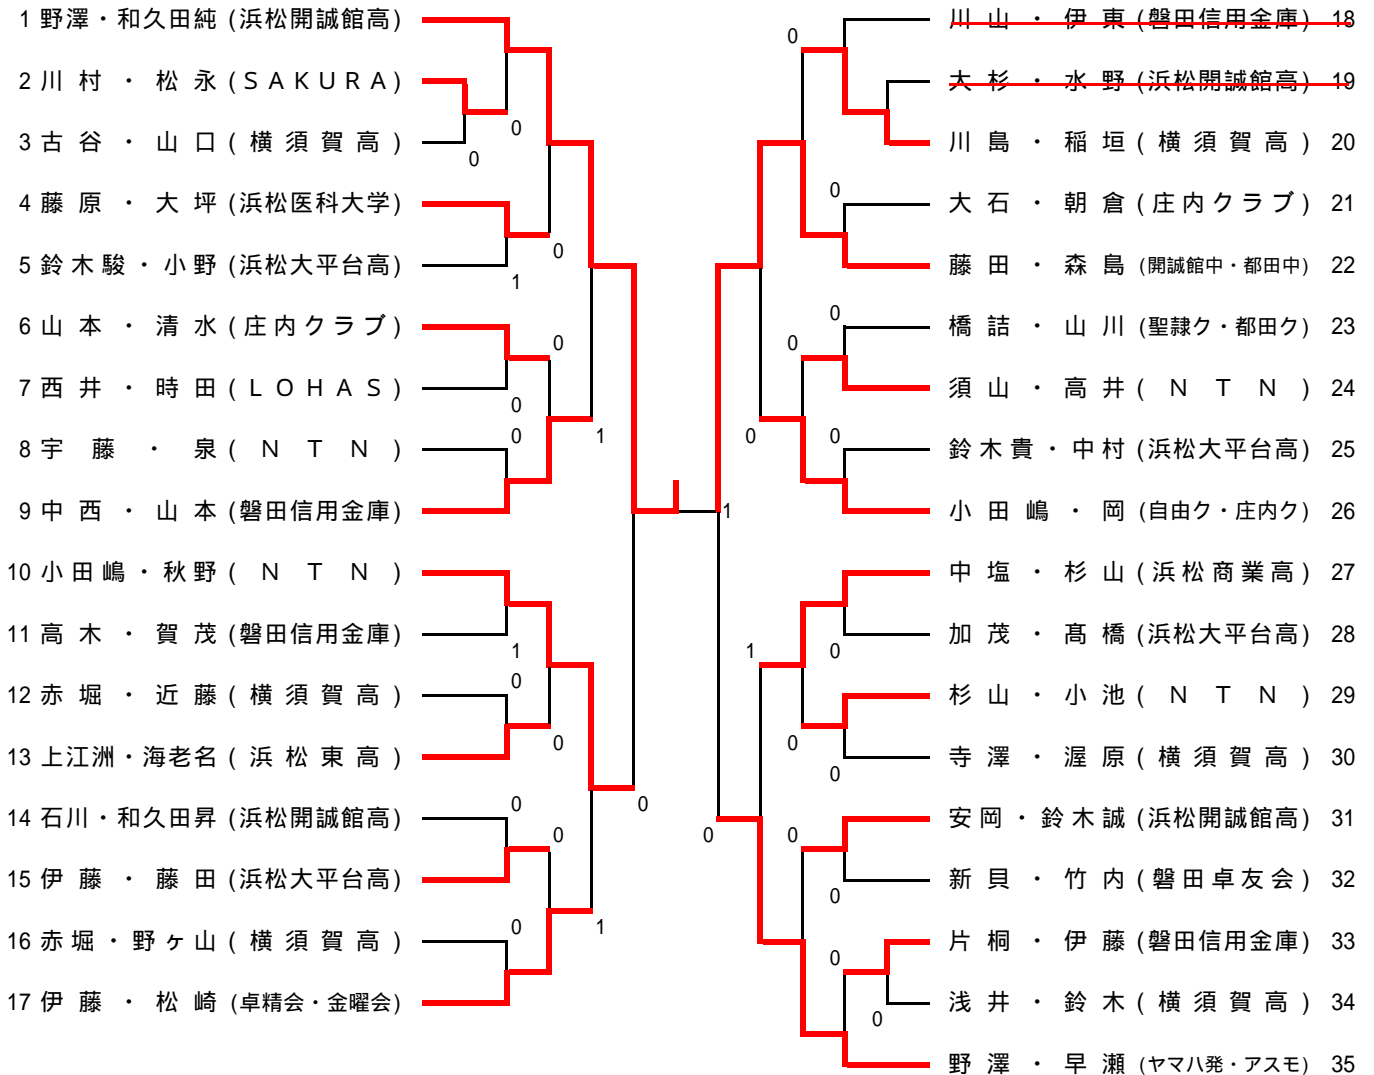 1 野澤・和久田純 (浜松開誠館高)
2 川村・松永 (SAKURA)
3 古谷・山口 (横須賀高)
4 藤原・大坪 (浜松医科大学)
5 鈴木駿・小野 (浜松大平台高)
6 山本・清水 (庄内クラブ)
7 西井・時田 (LOHAS)
8 宇藤・泉 (NTN)
9 中西・山本 (磐田信用金庫)
10 小田嶋・秋野 (NTN)
11 高木・賀茂 (磐田信用金庫)
12 赤堀・近藤 (横須賀高)
13 上江洲・海老名 (浜松東高)
14 石川・和久田昇 (浜松開誠館高)
15 伊藤・藤田 (浜松大平台高)
16 赤堀・野ヶ山 (横須賀高)
17 伊藤・松崎 (卓精会・金曜会)
0
0
0
1
0
0
0
1
1
0
0
0
0
0
0
1
1
0
0
0
0
0
0
0
1
0
0
0
0
0
0
0
0
川山・伊東 (磐田信用金庫) 18
大杉・水野 (浜松開誠館高) 19
川島・稲垣 (横須賀高) 20
大石・朝倉 (庄内クラブ) 21
藤田・森島 (開誠館中・都田中) 22
橋詰・山川 (聖隷ク・都田ク) 23
須山・高井 (NTN) 24
鈴木貴・中村 (浜松大平台高) 25
小田嶋・岡 (自由ク・庄内ク) 26
中塩・杉山 (浜松商業高) 27
加茂・髙橋 (浜松大平台高) 28
杉山・小池 (NTN) 29
寺澤・渥原 (横須賀高) 30
安岡・鈴木誠 (浜松開誠館高) 31
新貝・竹内 (磐田卓友会) 32
片桐・伊藤 (磐田信用金庫) 33
浅井・鈴木 (横須賀高) 34
野澤・早瀬 (ヤマハ発・アスモ) 35